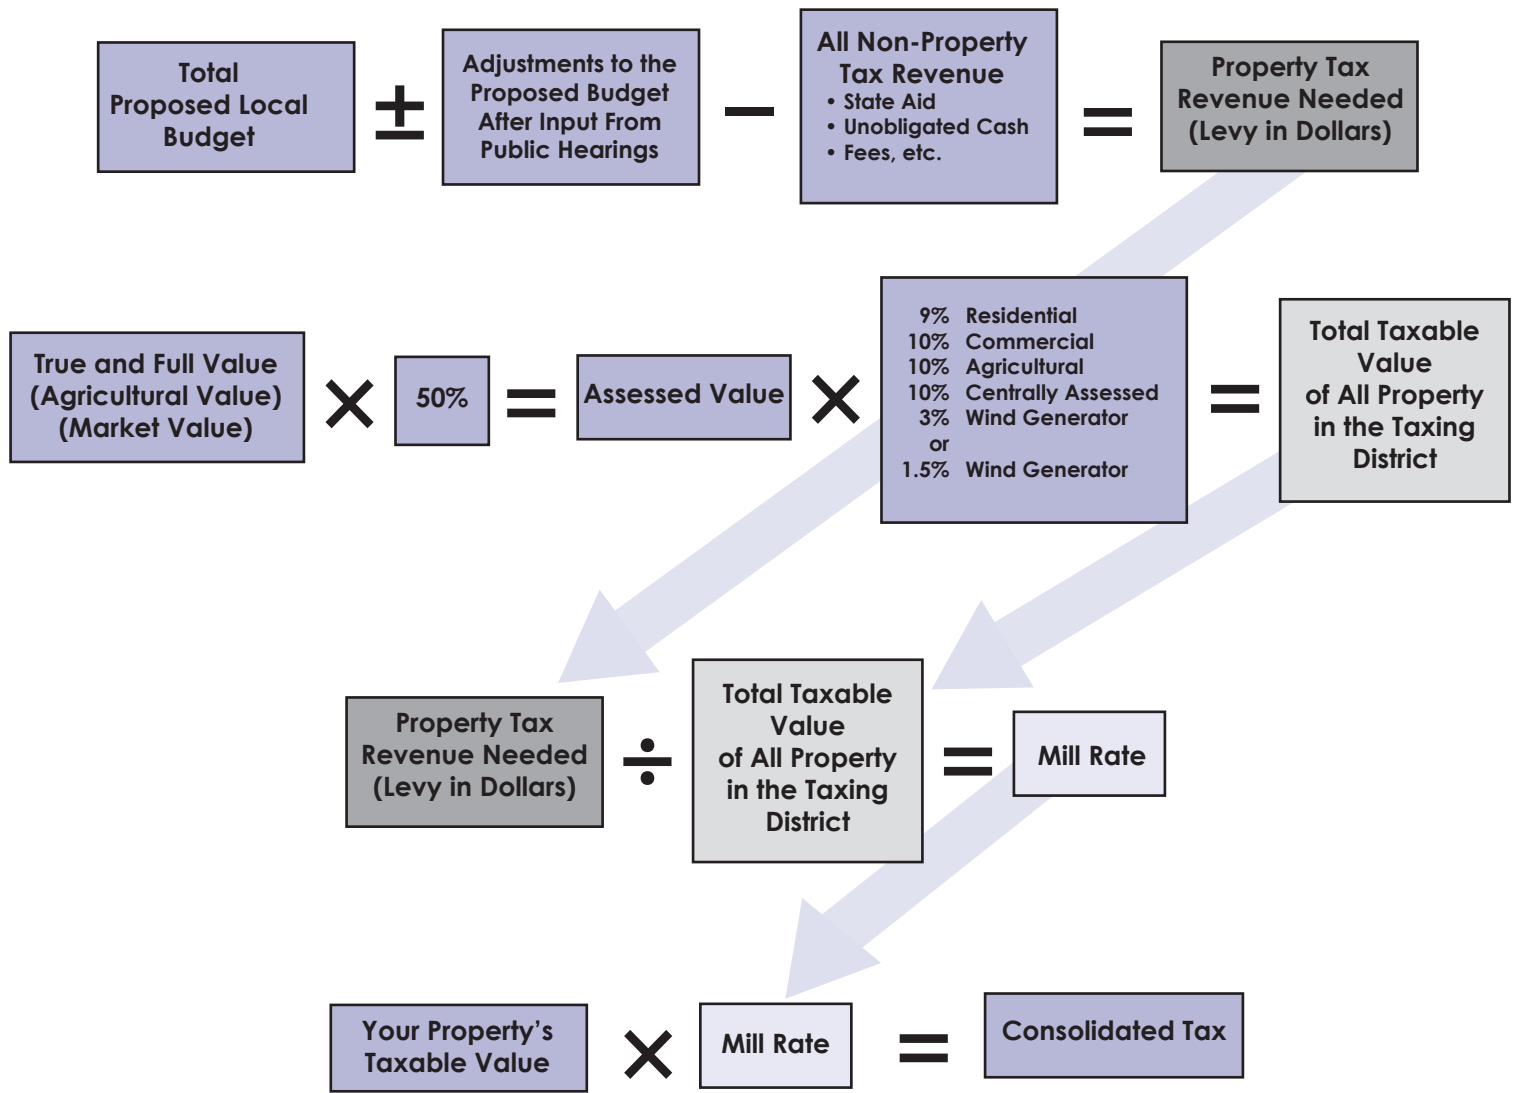 Total
Proposed Local
Budget
±
Adjustments to the
Proposed Budget
After Input From
Public Hearings
−
All Non-Property
Tax Revenue
• State Aid
• Unobligated Cash
• Fees, etc.
=
Property Tax
Revenue Needed
(Levy in Dollars)
True and Full Value
(Agricultural Value)
(Market Value)
×
50%
=
Assessed Value
×
9% Residential
10% Commercial
10% Agricultural
10% Centrally Assessed
3% Wind Generator
or
1.5% Wind Generator
=
Total Taxable
Value
of All Property
in the Taxing
District
Property Tax
Revenue Needed
(Levy in Dollars)
÷
Total Taxable
Value
of All Property
in the Taxing
District
=
Mill Rate
Your Property's
Taxable Value
×
Mill Rate
=
Consolidated Tax